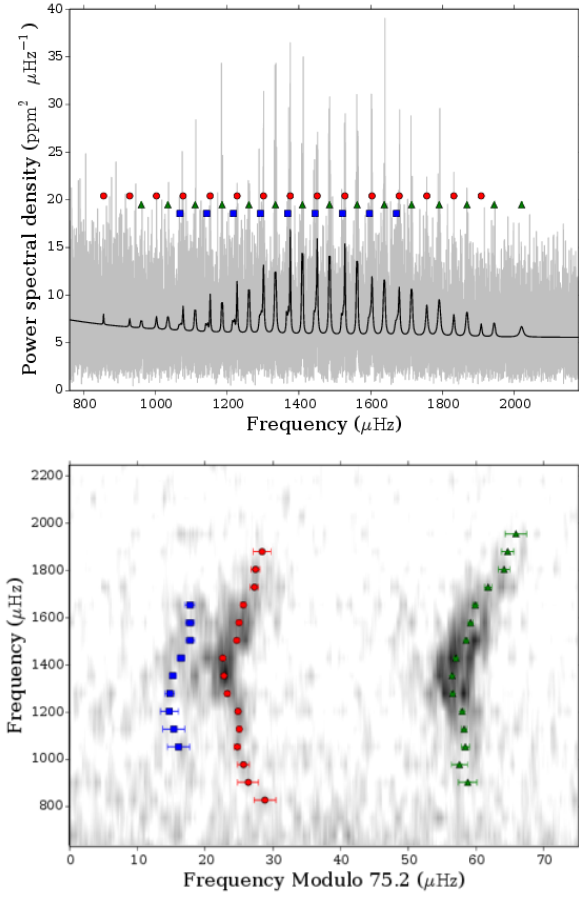 40
35
30
25
20
15
10
5
0
Power spectral density (ppm² μHz⁻¹)
800 1000 1200 1400 1600 1800 2000
Frequency (μHz)
2200
2000
1800
1600
1400
1200
1000
800
Frequency (μHz)
0 10 20 30 40 50 60 70
Frequency Modulo 75.2 (μHz)